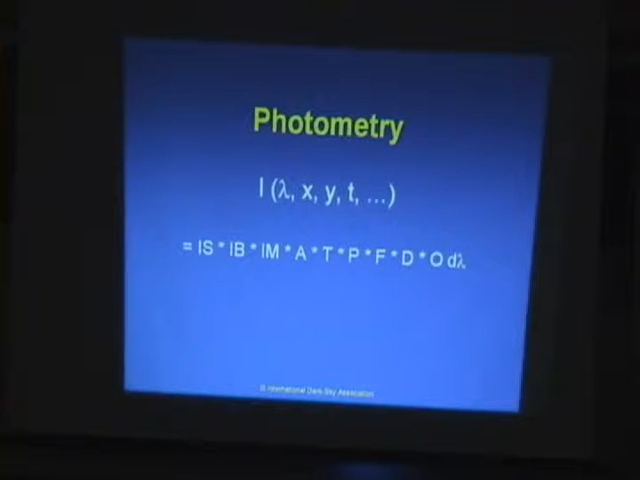 Photometry
I (λ, x, y, t, ...)
= IS * IB * IM * A * T * P * F * D * O dλ
© International Dark-Sky Association